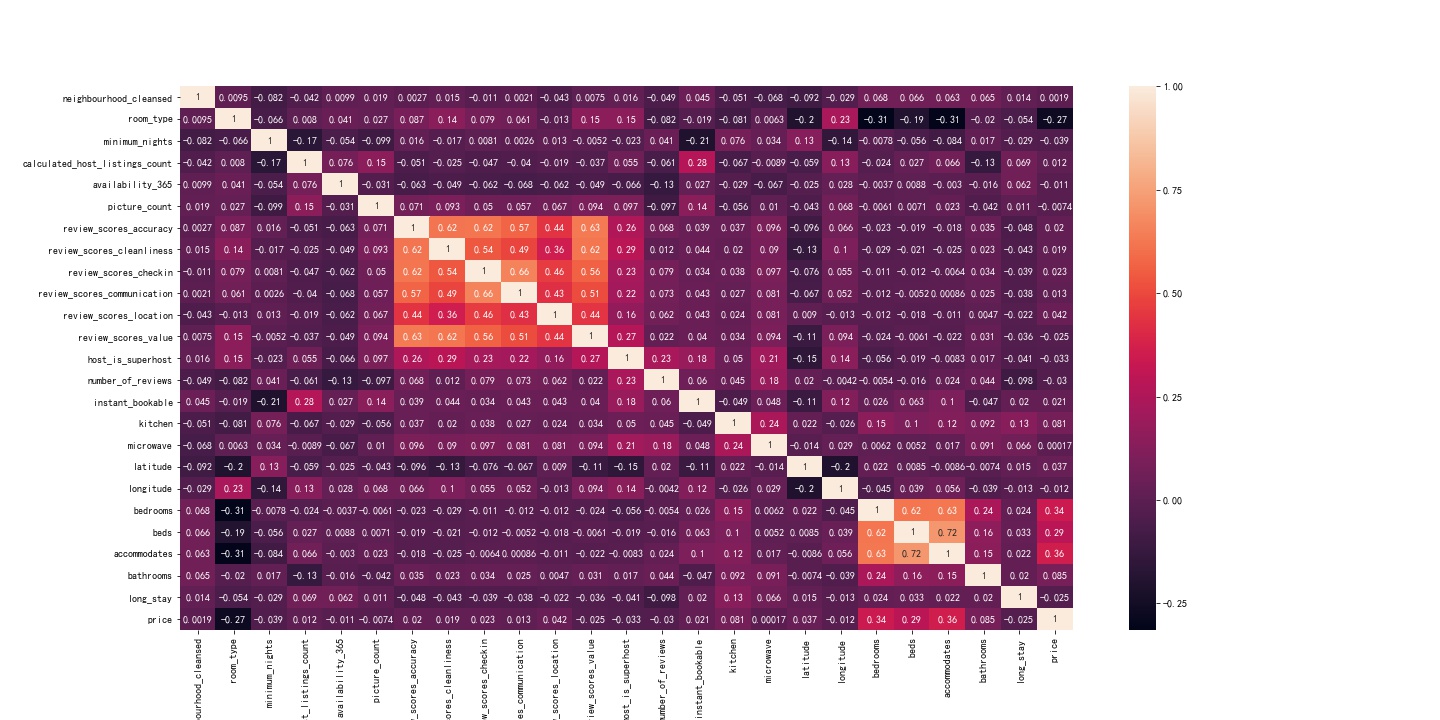 neighbourhood_cleansed 1 0.0095 -0.082 -0.042 0.0099 0.019 0.0027 0.015 -0.011 0.0021 -0.043 0.0075 0.016 -0.049 0.045 -0.051 -0.068 -0.092 -0.029 0.068 0.066 0.063 0.065 0.014 0.0019
room_type 0.0095 1 -0.066 0.008 0.041 0.027 0.087 0.14 0.079 0.061 -0.013 0.15 0.15 -0.082 -0.019 -0.081 0.0063 -0.2 0.23 -0.31 -0.19 -0.31 -0.02 -0.054 -0.27
minimum_nights -0.082 -0.066 1 -0.17 -0.054 -0.099 0.016 -0.017 0.0081 0.0026 0.013 -0.0052 -0.023 0.041 -0.21 0.076 0.034 0.13 -0.14 -0.0078 -0.056 -0.084 0.017 -0.029 -0.039
calculated_host_listings_count -0.042 0.008 -0.17 1 0.076 0.15 -0.051 -0.025 -0.047 -0.04 -0.019 -0.037 0.055 -0.061 0.28 -0.067 -0.0089 -0.059 0.13 -0.024 0.027 0.066 -0.13 0.069 0.012
availability_365 0.0099 0.041 -0.054 0.076 1 -0.031 -0.063 -0.049 -0.062 -0.068 -0.062 -0.049 -0.066 -0.13 0.027 -0.029 -0.067 -0.025 0.028 -0.0037 0.0088 -0.003 -0.016 0.062 -0.011
picture_count 0.019 0.027 -0.099 0.15 -0.031 1 0.071 0.093 0.05 0.057 0.067 0.094 0.097 -0.097 0.14 -0.056 0.01 -0.043 0.068 -0.0061 0.0071 0.023 -0.042 0.011 -0.0074
review_scores_accuracy 0.0027 0.087 0.016 -0.051 -0.063 0.071 1 0.62 0.62 0.57 0.44 0.63 0.26 0.068 0.039 0.037 0.096 -0.096 0.066 -0.023 -0.019 -0.018 0.035 -0.048 0.02
review_scores_cleanliness 0.015 0.14 -0.017 -0.025 -0.049 0.093 0.62 1 0.54 0.49 0.36 0.62 0.29 0.012 0.044 0.02 0.09 -0.13 0.1 -0.029 -0.021 -0.025 0.023 -0.043 0.019
review_scores_checkin -0.011 0.079 0.0081 -0.047 -0.062 0.05 0.62 0.54 1 0.66 0.46 0.56 0.23 0.079 0.034 0.038 0.097 -0.076 0.055 -0.011 -0.012 -0.0064 0.034 -0.039 0.023
review_scores_communication 0.0021 0.061 0.0026 -0.04 -0.068 0.057 0.57 0.49 0.66 1 0.43 0.51 0.22 0.073 0.043 0.027 0.081 -0.067 0.052 -0.012 -0.0052 0.00086 0.025 -0.038 0.013
review_scores_location -0.043 -0.013 0.013 -0.019 -0.062 0.067 0.44 0.36 0.46 0.43 1 0.44 0.16 0.062 0.043 0.024 0.081 0.009 -0.013 -0.012 -0.018 -0.011 0.0047 -0.022 0.042
review_scores_value 0.0075 0.15 -0.0052 -0.037 -0.049 0.094 0.63 0.62 0.56 0.51 0.44 1 0.27 0.022 0.04 0.034 0.094 -0.11 0.094 -0.024 -0.0061 -0.022 0.031 -0.036 -0.025
host_is_superhost 0.016 0.15 -0.023 0.055 -0.066 0.097 0.26 0.29 0.23 0.22 0.16 0.27 1 0.23 0.18 0.05 0.21 -0.15 0.14 -0.056 -0.019 -0.0083 0.017 -0.041 -0.033
number_of_reviews -0.049 -0.082 0.041 -0.061 -0.13 -0.097 0.068 0.012 0.079 0.073 0.062 0.022 0.23 1 0.06 0.045 0.18 0.02 -0.0042 -0.0054 -0.016 0.024 0.044 -0.098 -0.03
instant_bookable 0.045 -0.019 -0.21 0.28 0.027 0.14 0.039 0.044 0.034 0.043 0.043 0.04 0.18 0.06 1 -0.049 0.048 -0.11 0.12 0.026 0.063 0.1 -0.047 0.02 0.021
kitchen -0.051 -0.081 0.076 -0.067 -0.029 -0.056 0.037 0.02 0.038 0.027 0.024 0.034 0.05 0.045 -0.049 1 0.24 0.022 -0.026 0.15 0.1 0.12 0.092 0.13 0.081
microwave -0.068 0.0063 0.034 -0.0089 -0.067 0.01 0.096 0.09 0.097 0.081 0.081 0.094 0.21 0.18 0.048 0.24 1 -0.014 0.029 0.0062 0.0052 0.017 0.091 0.066 0.00017
latitude -0.092 -0.2 0.13 -0.059 -0.025 -0.043 -0.096 -0.13 -0.076 -0.067 0.009 -0.11 -0.15 0.02 -0.11 0.022 -0.014 1 -0.2 0.022 0.0085 -0.0086 -0.0074 0.015 0.037
longitude -0.029 0.23 -0.14 0.13 0.028 0.068 0.066 0.1 0.055 0.052 -0.013 0.094 0.14 -0.0042 0.12 -0.026 0.029 -0.2 1 -0.045 0.039 0.056 -0.039 -0.013 -0.012
bedrooms 0.068 -0.31 -0.0078 -0.024 -0.0037 -0.0061 -0.023 -0.029 -0.011 -0.012 -0.012 -0.024 -0.056 -0.0054 0.026 0.15 0.0062 0.022 -0.045 1 0.62 0.63 0.24 0.024 0.34
beds 0.066 -0.19 -0.056 0.027 0.0088 0.0071 -0.019 -0.021 -0.012 -0.0052 -0.018 -0.0061 -0.019 -0.016 0.063 0.1 0.0052 0.0085 0.039 0.62 1 0.72 0.16 0.033 0.29
accommodates 0.063 -0.31 -0.084 0.066 -0.003 0.023 -0.018 -0.025 -0.0064 0.00086 -0.011 -0.022 -0.0083 0.024 0.1 0.12 0.017 -0.0086 0.056 0.63 0.72 1 0.15 0.022 0.36
bathrooms 0.065 -0.02 0.017 -0.13 -0.016 -0.042 0.035 0.023 0.034 0.025 0.0047 0.031 0.017 0.044 -0.047 0.092 0.091 -0.0074 -0.039 0.24 0.16 0.15 1 0.02 0.085
long_stay 0.014 -0.054 -0.029 0.069 0.062 0.011 -0.048 -0.043 -0.039 -0.038 -0.022 -0.036 -0.041 -0.098 0.02 0.13 0.066 0.015 -0.013 0.024 0.033 0.022 0.02 1 -0.025
price 0.0019 -0.27 -0.039 0.012 -0.011 -0.0074 0.02 0.019 0.023 0.013 0.042 -0.025 -0.033 -0.03 0.021 0.081 0.00017 0.037 -0.012 0.34 0.29 0.36 0.085 -0.025 1
ourhood_cleansed
room_type
minimum_nights
t_listings_count
availability_365
picture_count
_scores_accuracy
ores_cleanliness
w_scores_checkin
es_communication
_scores_location
iew_scores_value
ost_is_superhost
umber_of_reviews
instant_bookable
kitchen
microwave
latitude
longitude
bedrooms
beds
accommodates
bathrooms
long_stay
price
1.00
0.75
0.50
0.25
0.00
-0.25